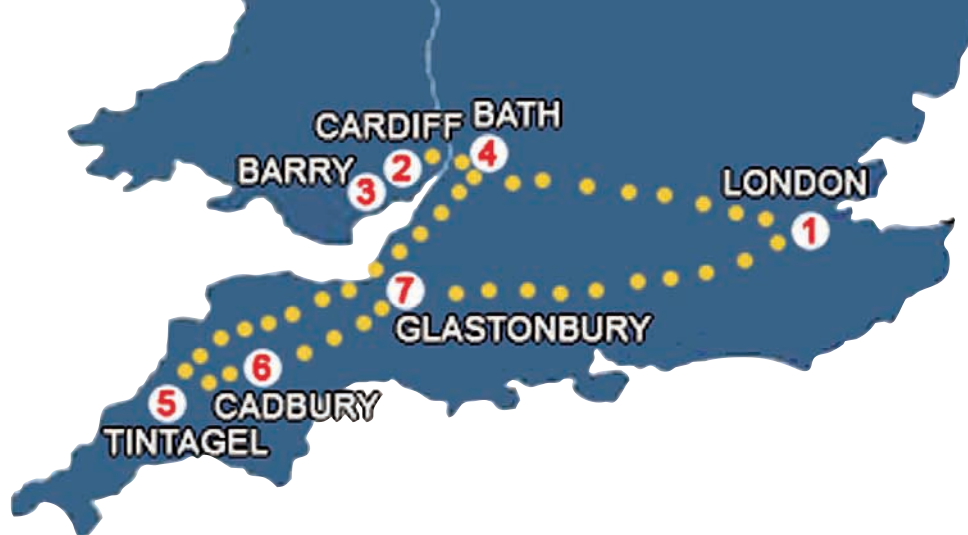 CARDIFF
BATH
BARRY
2
4
3
LONDON
1
7
GLASTONBURY
6
CADBURY
5
TINTAGEL